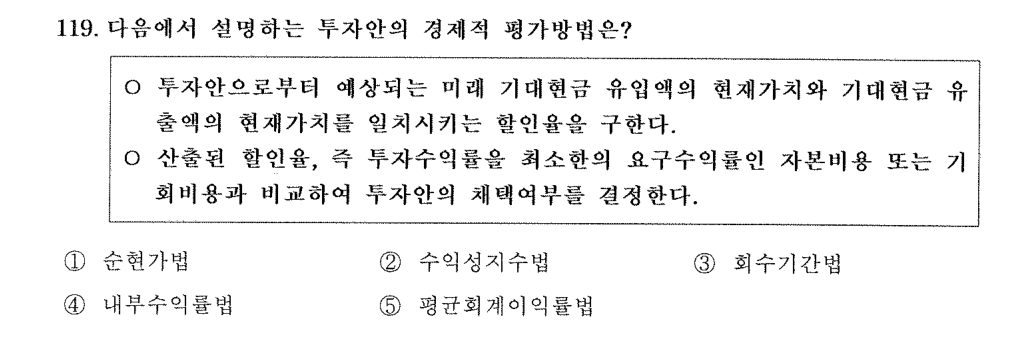 119. 다음에서 설명하는 투자안의 경제적 평가방법은?
○ 투자안으로부터 예상되는 미래 기대현금 유입액의 현재가치와 기대현금 유
출액의 현재가치를 일치시키는 할인율을 구한다.
○ 산출된 할인율, 즉 투자수익률을 최소한의 요구수익률인 자본비용 또는 기
회비용과 비교하여 투자안의 채택여부를 결정한다.
① 순현가법 ② 수익성지수법 ③ 회수기간법
④ 내부수익률법 ⑤ 평균회계이익률법